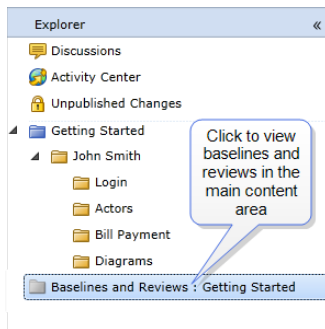 Explorer «
Discussions
Activity Center
Unpublished Changes
Getting Started
John Smith
Login
Actors
Bill Payment
Diagrams
Click to view
baselines and
reviews in the
main content
area
Baselines and Reviews : Getting Started